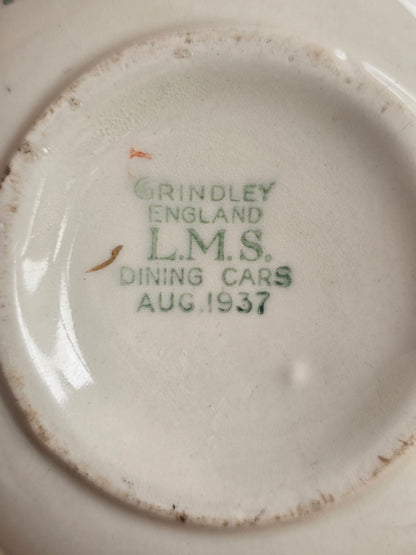 GRINDLEY
ENGLAND
L.M.S.
DINING CARS
AUG.1937